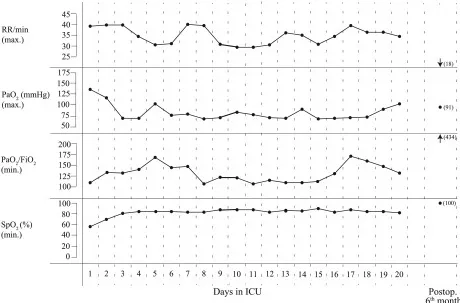 45
40
35
30
25
RR/min
(max.)
(18)
175
150
125
100
75
50
PaO2 (mmHg)
(max.)
(91)
200
175
150
125
100
PaO2/FiO2
(min.)
(434)
100
80
60
40
20
0
SpO2 (%)
(min.)
(100)
1 2 3 4 5 6 7 8 9 10 11 12 13 14 15 16 17 18 19 20
Days in ICU
Postop.
6th month